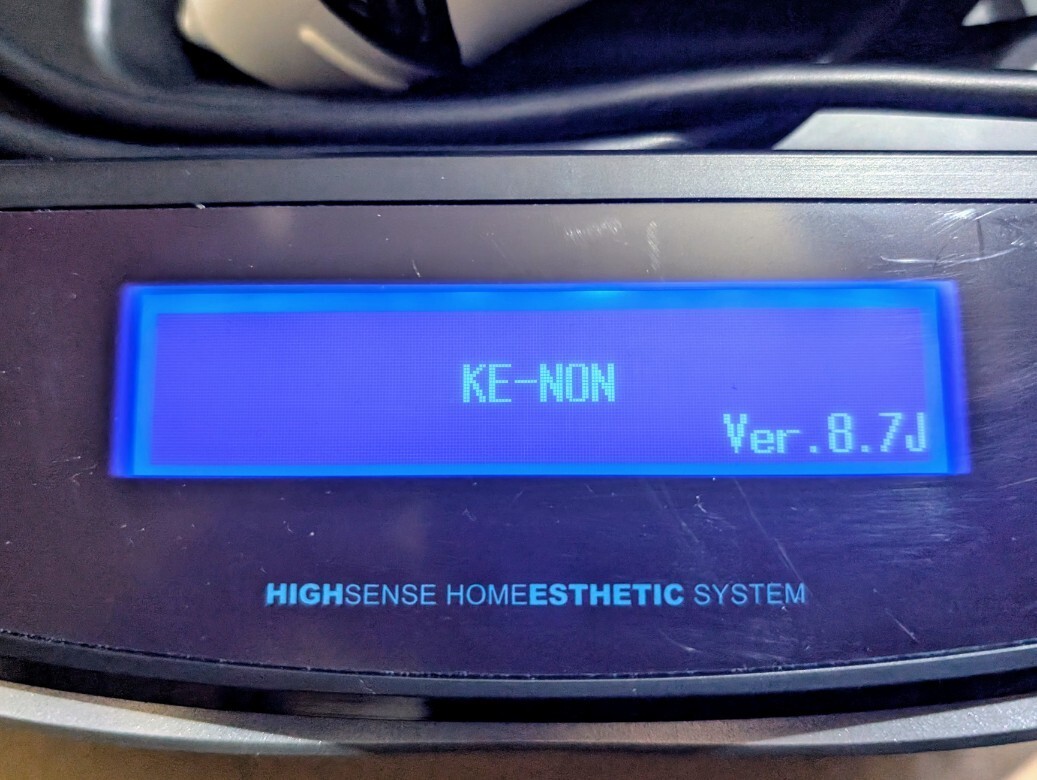 KE-NON
Ver.8.7J
HIGHSENSE HOMEESTHETIC SYSTEM